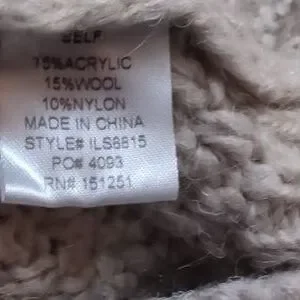 SELF
75%ACRYLIC
15%WOOL
10%NYLON
MADE IN CHINA
STYLE# ILS8815
PO# 4093
RN# 151251